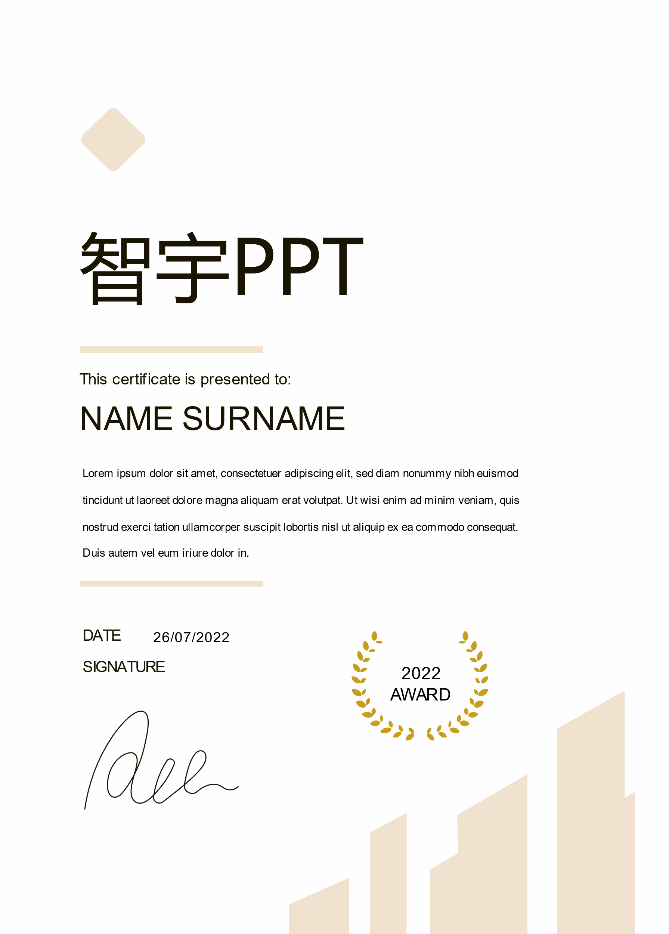 智宇PPT
This certificate is presented to:
NAME SURNAME
Lorem ipsum dolor sit amet, consectetuer adipiscing elit, sed diam nonummy nibh euismod
tincidunt ut laoreet dolore magna aliquam erat volutpat. Ut wisi enim ad minim veniam, quis
nostrud exerci tation ullamcorper suscipit lobortis nisl ut aliquip ex ea commodo consequat.
Duis autem vel eum iriure dolor in.
DATE 26/07/2022
SIGNATURE
2022
AWARD